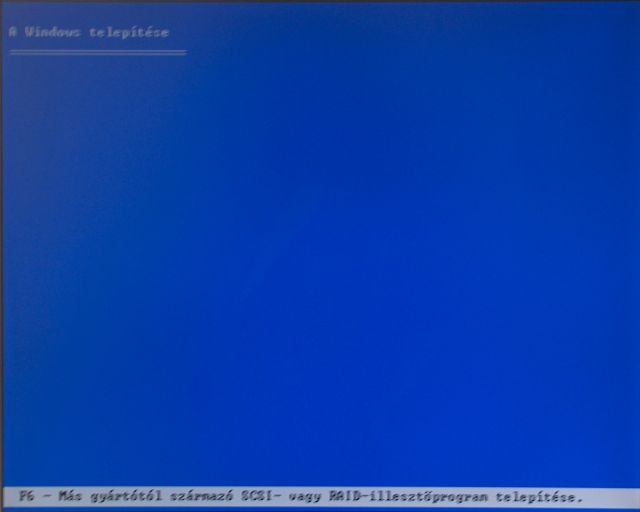 A Windows telepítése
F6 - Más gyártótól származó SCSI- vagy RAID-illesztőprogram telepítése.